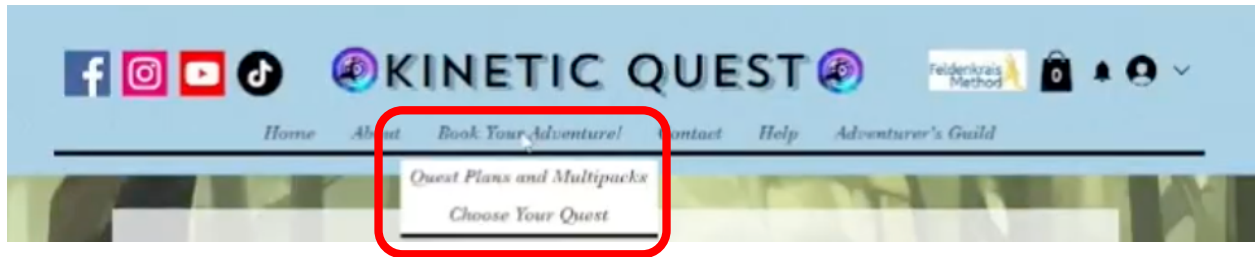 KINETIC QUEST
Feldenkrais
Method
0
Home About Book Your Adventure! Contact Help Adventurer's Guild
Quest Plans and Multipacks
Choose Your Quest